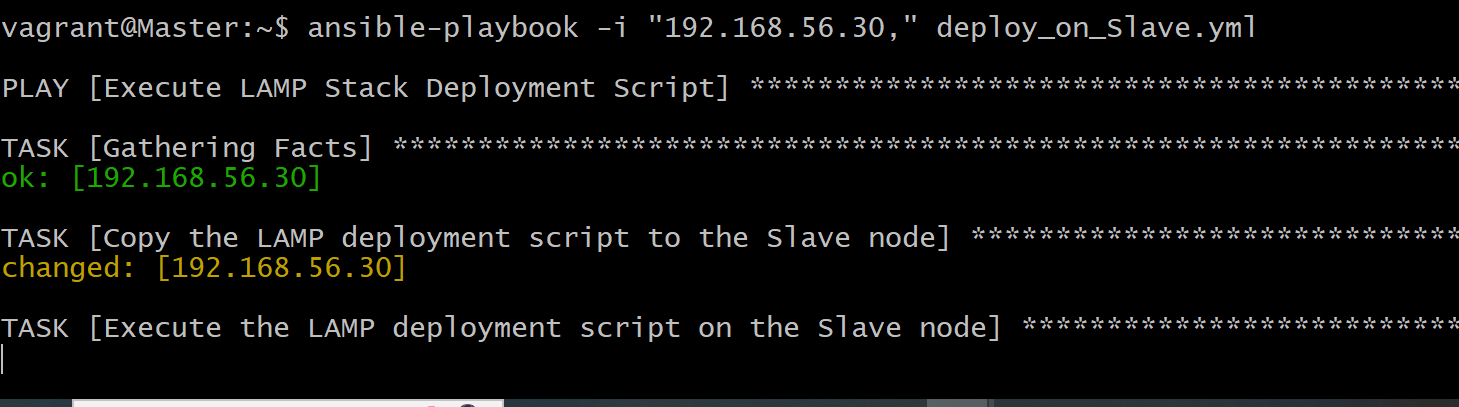 vagrant@Master:~$ ansible-playbook -i "192.168.56.30," deploy_on_Slave.yml
PLAY [Execute LAMP Stack Deployment Script] ******************************************
TASK [Gathering Facts] ***************************************************************
ok: [192.168.56.30]
TASK [Copy the LAMP deployment script to the Slave node] *****************************
changed: [192.168.56.30]
TASK [Execute the LAMP deployment script on the Slave node] **************************